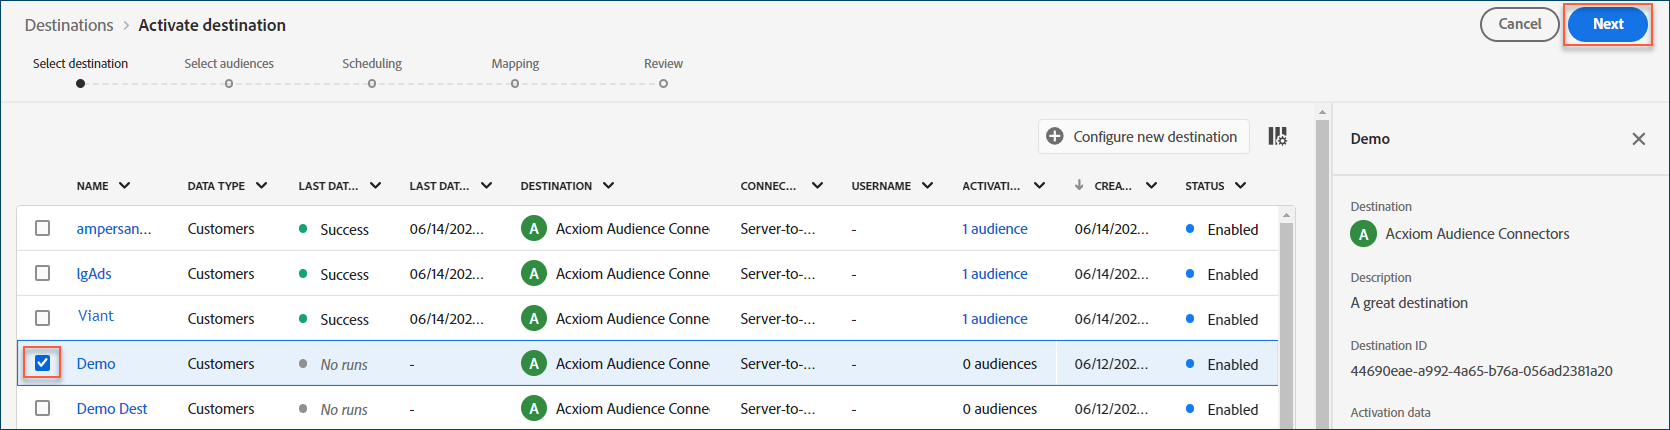 Destinations > Activate destination
Cancel
Next
Select destination Select audiences Scheduling Mapping Review
Configure new destination
NAME DATA TYPE LAST DAT... LAST DAT... DESTINATION CONNEC... USERNAME ACTIVATI... CREA... STATUS
ampersan... Customers Success 06/14/202... A Acxiom Audience Conne Server-to-... - 1 audience 06/14/202... Enabled
lgAds Customers Success 06/14/202... A Acxiom Audience Conne Server-to-... - 1 audience 06/14/202... Enabled
Viant Customers Success 06/14/202... A Acxiom Audience Conne Server-to-... - 1 audience 06/14/202... Enabled
Demo Customers No runs - A Acxiom Audience Conne Server-to-... - 0 audiences 06/12/202... Enabled
Demo Dest Customers No runs - A Acxiom Audience Conne Server-to-... - 0 audiences 06/12/202... Enabled
Demo
Destination
A Acxiom Audience Connectors
Description
A great destination
Destination ID
44690eae-a992-4a65-b76a-056ad2381a20
Activation data